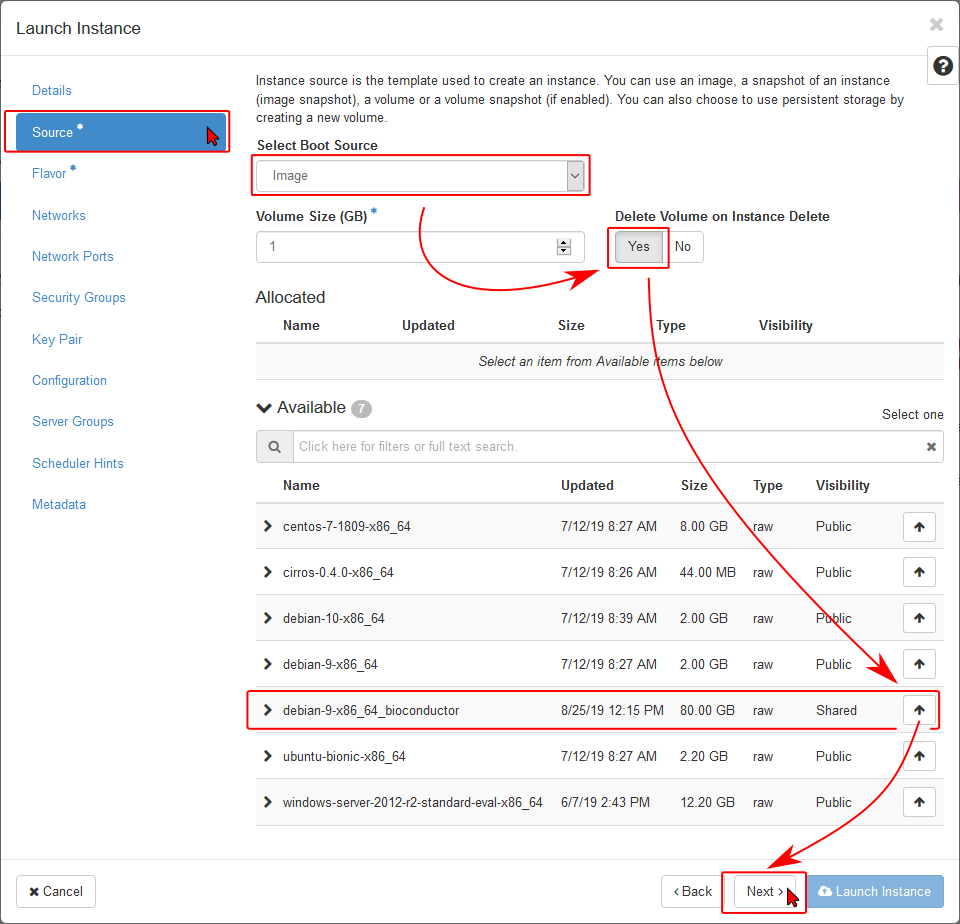 Launch Instance
Details
Source *
Flavor *
Networks
Network Ports
Security Groups
Key Pair
Configuration
Server Groups
Scheduler Hints
Metadata
Instance source is the template used to create an instance. You can use an image, a snapshot of an instance
(image snapshot), a volume or a volume snapshot (if enabled). You can also choose to use persistent storage by
creating a new volume.
Select Boot Source
Image
Volume Size (GB) *
Delete Volume on Instance Delete
1
Yes No
Allocated
Name Updated Size Type Visibility
Select an item from Available items below
Available 7
Select one
Click here for filters or full text search.
Name Updated Size Type Visibility
centos-7-1809-x86_64 7/12/19 8:27 AM 8.00 GB raw Public
cirros-0.4.0-x86_64 7/12/19 8:26 AM 44.00 MB raw Public
debian-10-x86_64 7/12/19 8:39 AM 2.00 GB raw Public
debian-9-x86_64 7/12/19 8:27 AM 2.00 GB raw Public
debian-9-x86_64_bioconductor 8/25/19 12:15 PM 80.00 GB raw Shared
ubuntu-bionic-x86_64 7/12/19 8:27 AM 2.20 GB raw Public
windows-server-2012-r2-standard-eval-x86_64 6/7/19 2:43 PM 12.20 GB raw Public
Cancel
‹ Back
Next ›
Launch Instance